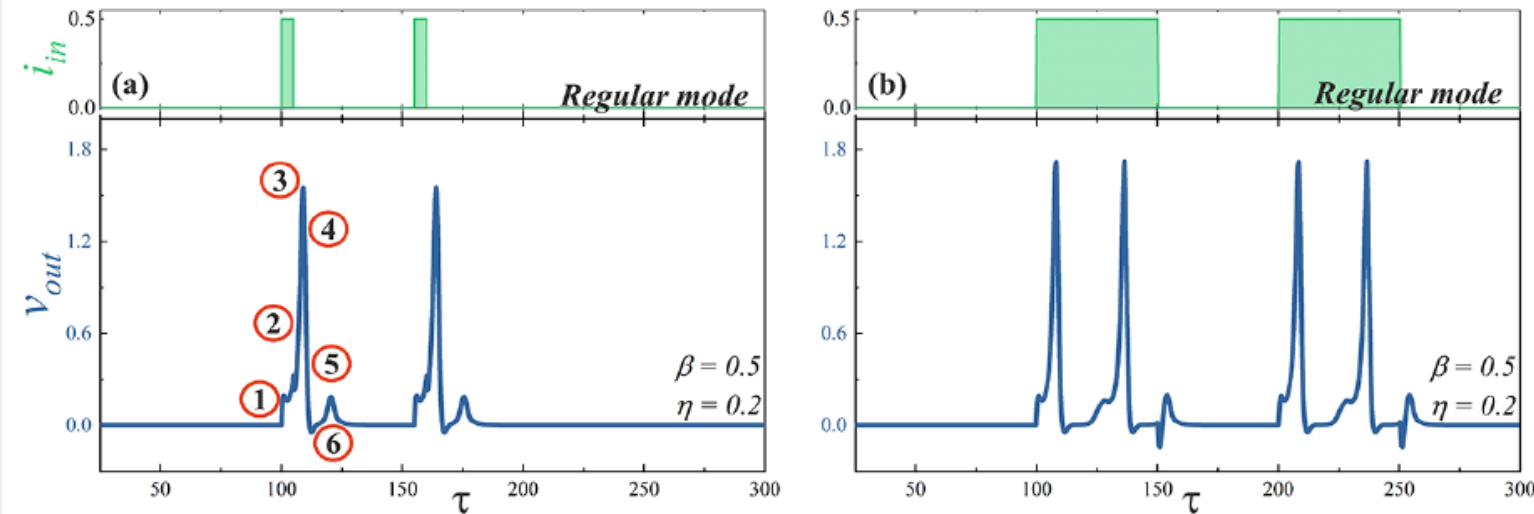 0.5
i_in
0.0
(a)
Regular mode
1.8
1.2
0.6
0.0
v_out
3
4
2
5
1
6
β = 0.5
η = 0.2
50
100
150
τ
200
250
300
0.5
0.0
(b)
Regular mode
1.8
1.2
0.6
0.0
β = 0.5
η = 0.2
50
100
150
τ
200
250
300